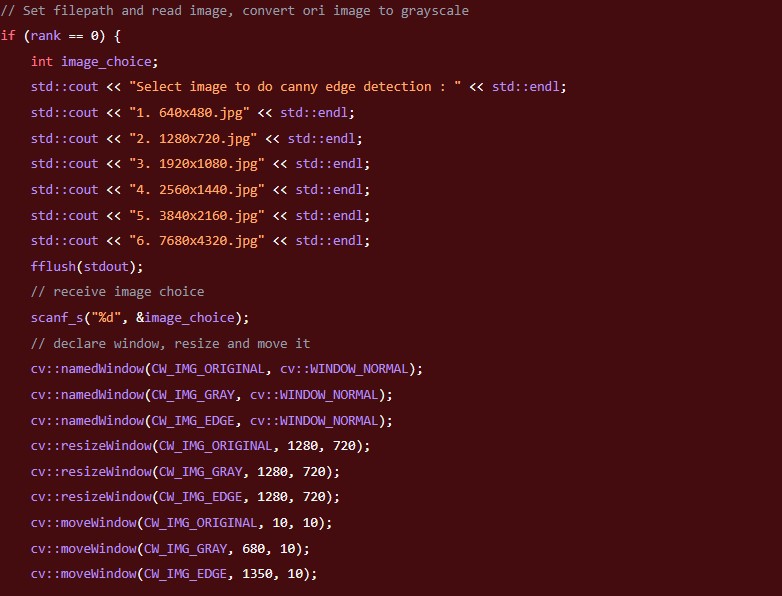 // Set filepath and read image, convert ori image to grayscale
if (rank == 0) {
    int image_choice;
    std::cout << "Select image to do canny edge detection : " << std::endl;
    std::cout << "1. 640x480.jpg" << std::endl;
    std::cout << "2. 1280x720.jpg" << std::endl;
    std::cout << "3. 1920x1080.jpg" << std::endl;
    std::cout << "4. 2560x1440.jpg" << std::endl;
    std::cout << "5. 3840x2160.jpg" << std::endl;
    std::cout << "6. 7680x4320.jpg" << std::endl;
    fflush(stdout);
    // receive image choice
    scanf_s("%d", &image_choice);
    // declare window, resize and move it
    cv::namedWindow(CW_IMG_ORIGINAL, cv::WINDOW_NORMAL);
    cv::namedWindow(CW_IMG_GRAY, cv::WINDOW_NORMAL);
    cv::namedWindow(CW_IMG_EDGE, cv::WINDOW_NORMAL);
    cv::resizeWindow(CW_IMG_ORIGINAL, 1280, 720);
    cv::resizeWindow(CW_IMG_GRAY, 1280, 720);
    cv::resizeWindow(CW_IMG_EDGE, 1280, 720);
    cv::moveWindow(CW_IMG_ORIGINAL, 10, 10);
    cv::moveWindow(CW_IMG_GRAY, 680, 10);
    cv::moveWindow(CW_IMG_EDGE, 1350, 10);